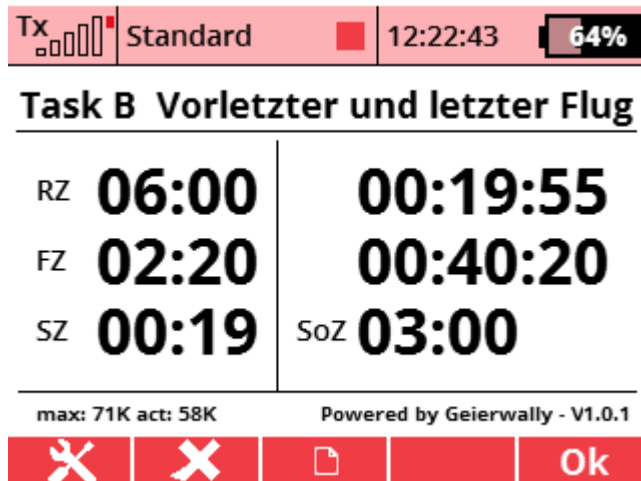 Tx Standard 12:22:43 64%
Task B Vorletzter und letzter Flug
RZ 06:00 00:19:55
FZ 02:20 00:40:20
SZ 00:19 SoZ 03:00
max: 71K act: 58K Powered by Geierwally - V1.0.1
Ok